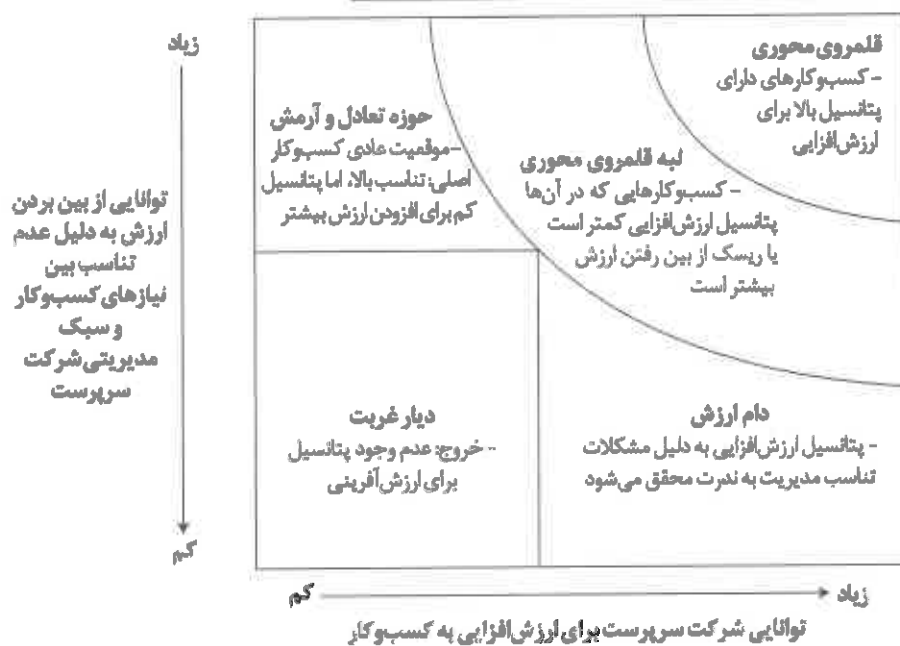 زیاد
توانایی از بین بردن
ارزش به دلیل عدم
تناسب بین
نیازهای کسب‌وکار
و سبک
مدیریتی شرکت
سرپرست
کم
قلمروی محوری
- کسب‌وکارهای دارای
پتانسیل بالا برای
ارزش‌افزایی
لبه قلمروی محوری
- کسب‌وکارهایی که در آن‌ها
پتانسیل ارزش‌افزایی کمتر است
یا ریسک از بین رفتن ارزش
بیشتر است
حوزه تعادل و آرمش
-موقعیت عادی کسب‌وکار
اصلی: تناسب بالا، اما پتانسیل
کم برای افزودن ارزش بیشتر
دام ارزش
- پتانسیل ارزش‌افزایی به دلیل مشکلات
تناسب مدیریت به ندرت محقق می‌شود
دیار غربت
- خروج: عدم وجود پتانسیل
برای ارزش‌آفرینی
زیاد
کم
توانایی شرکت سرپرست برای ارزش‌افزایی به کسب‌وکار